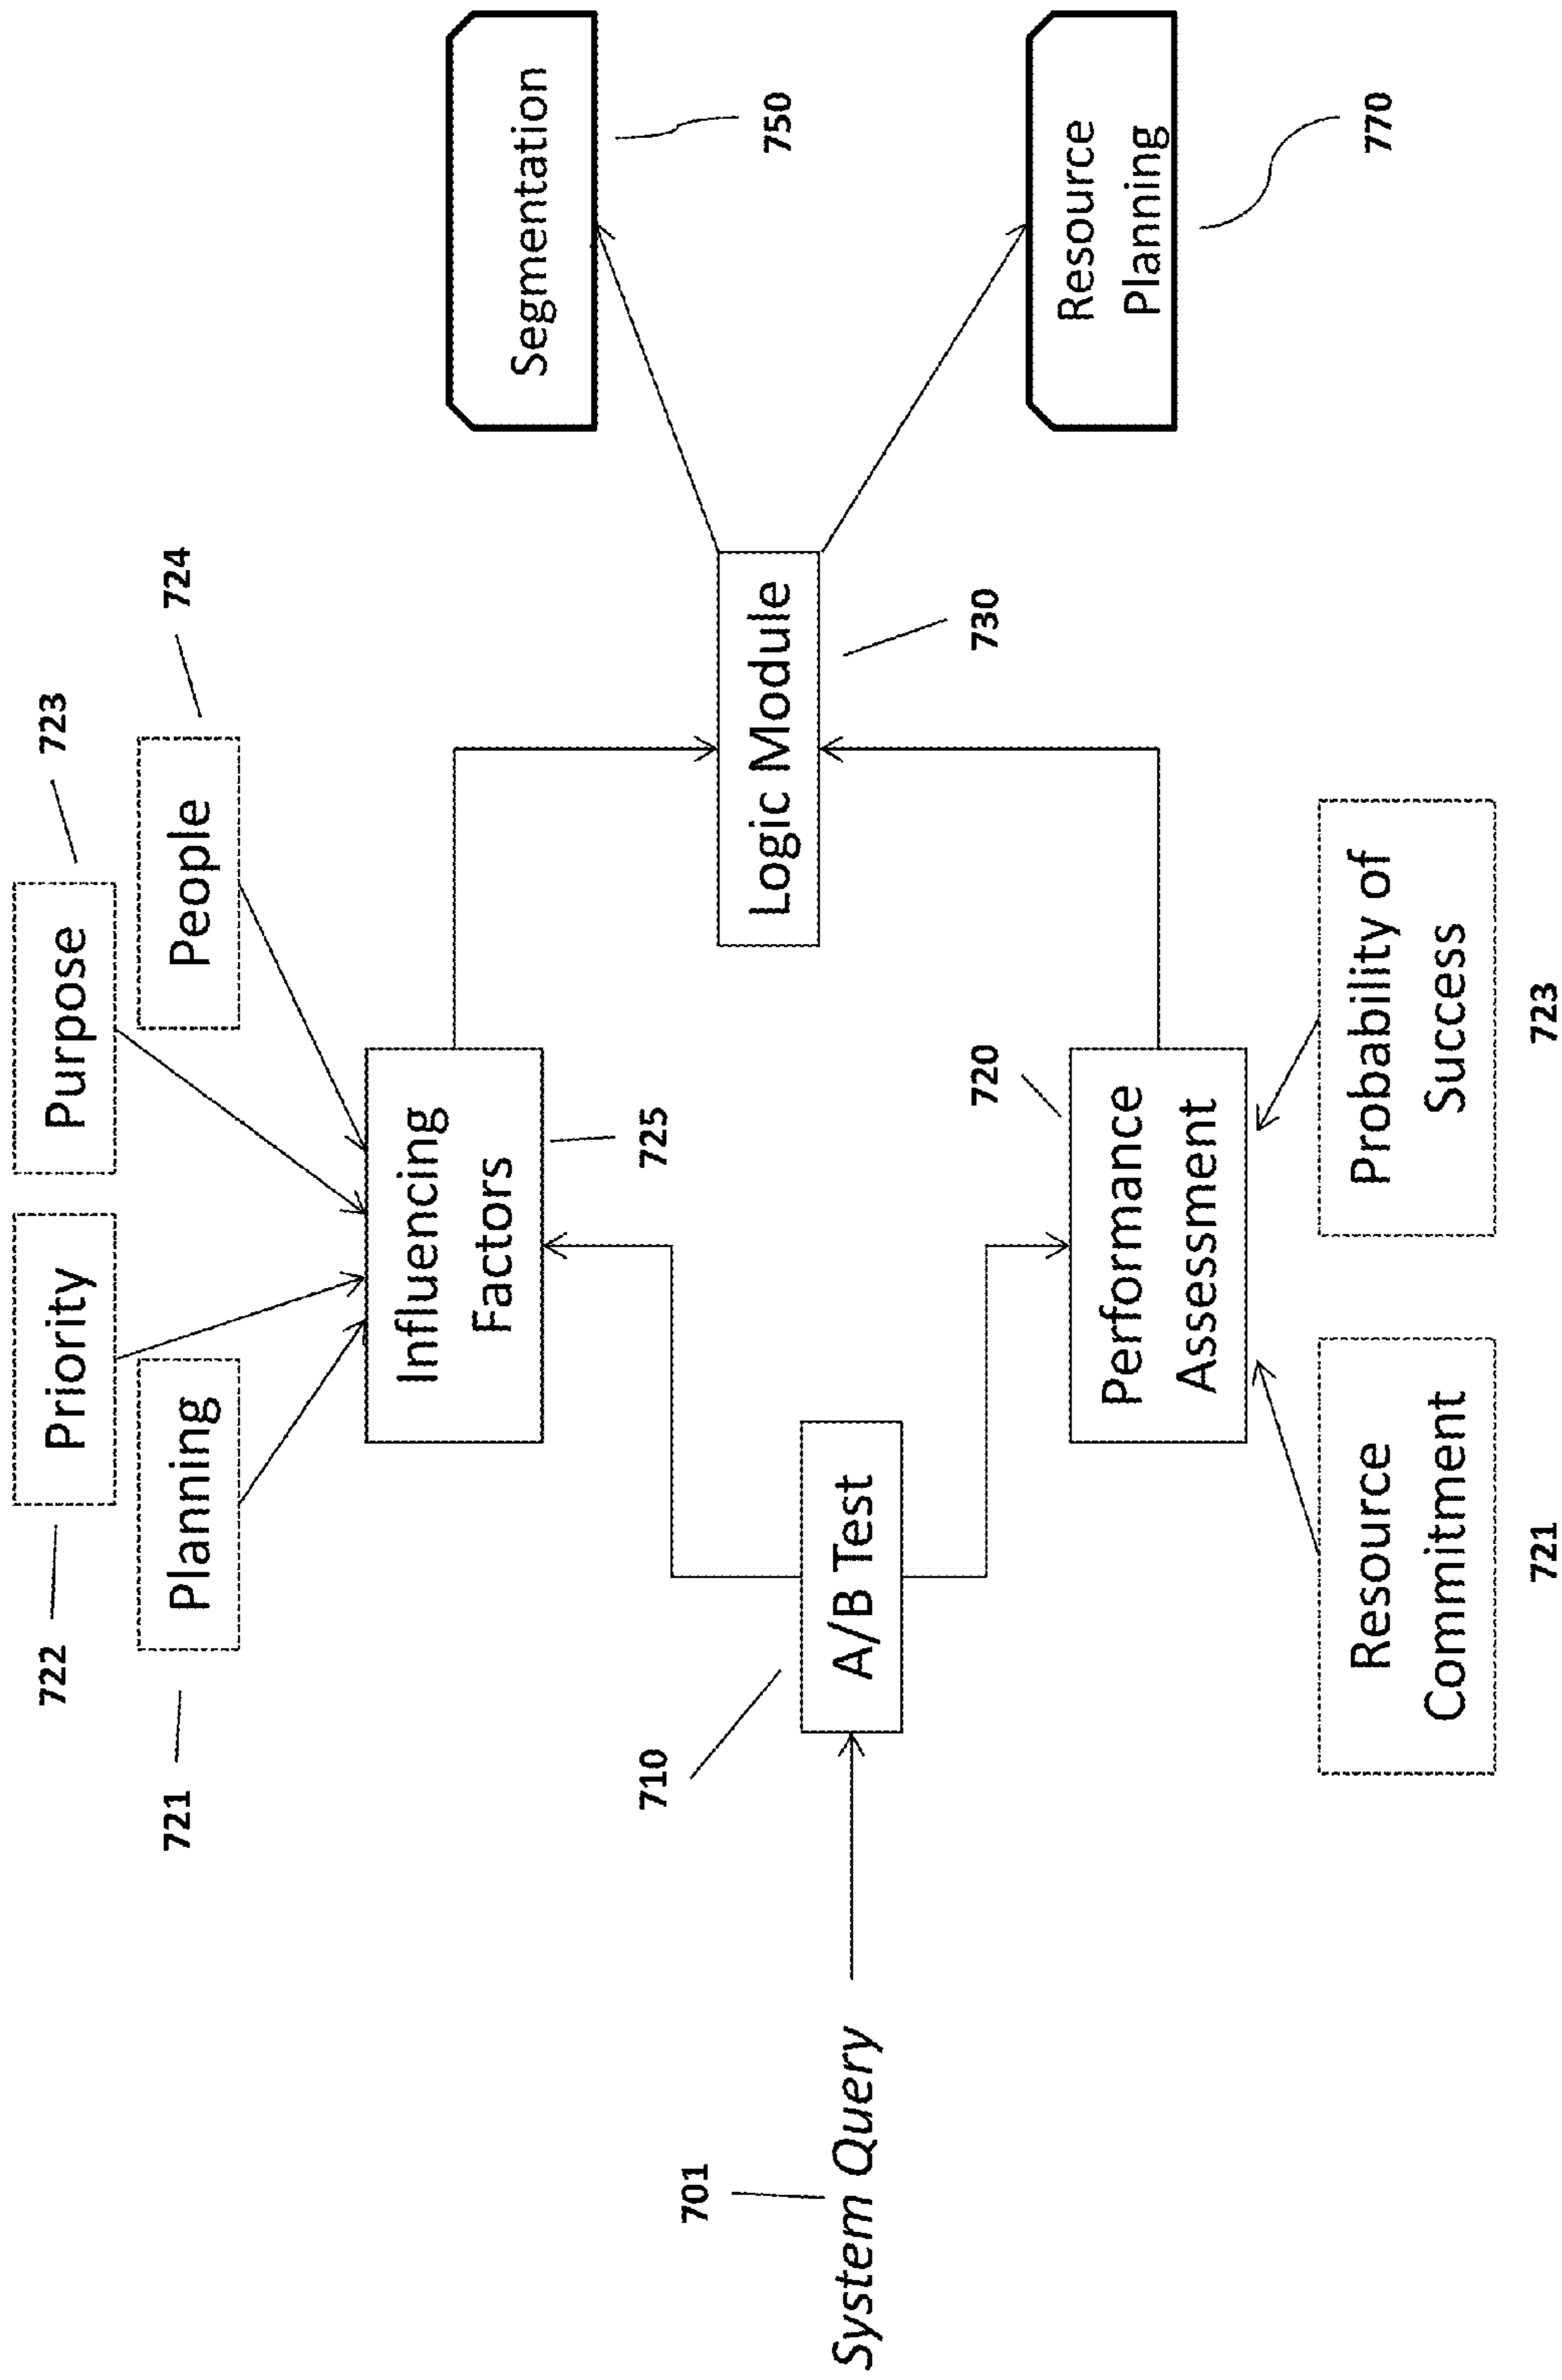 722
Priority
Purpose
723
721
Planning
People
724
Influencing
Factors
725
Segmentation
750
701
System Query
710
A/B Test
Logic Module
730
720
Performance
Assessment
Resource
Planning
770
Resource
Commitment
721
Probability of
Success
723